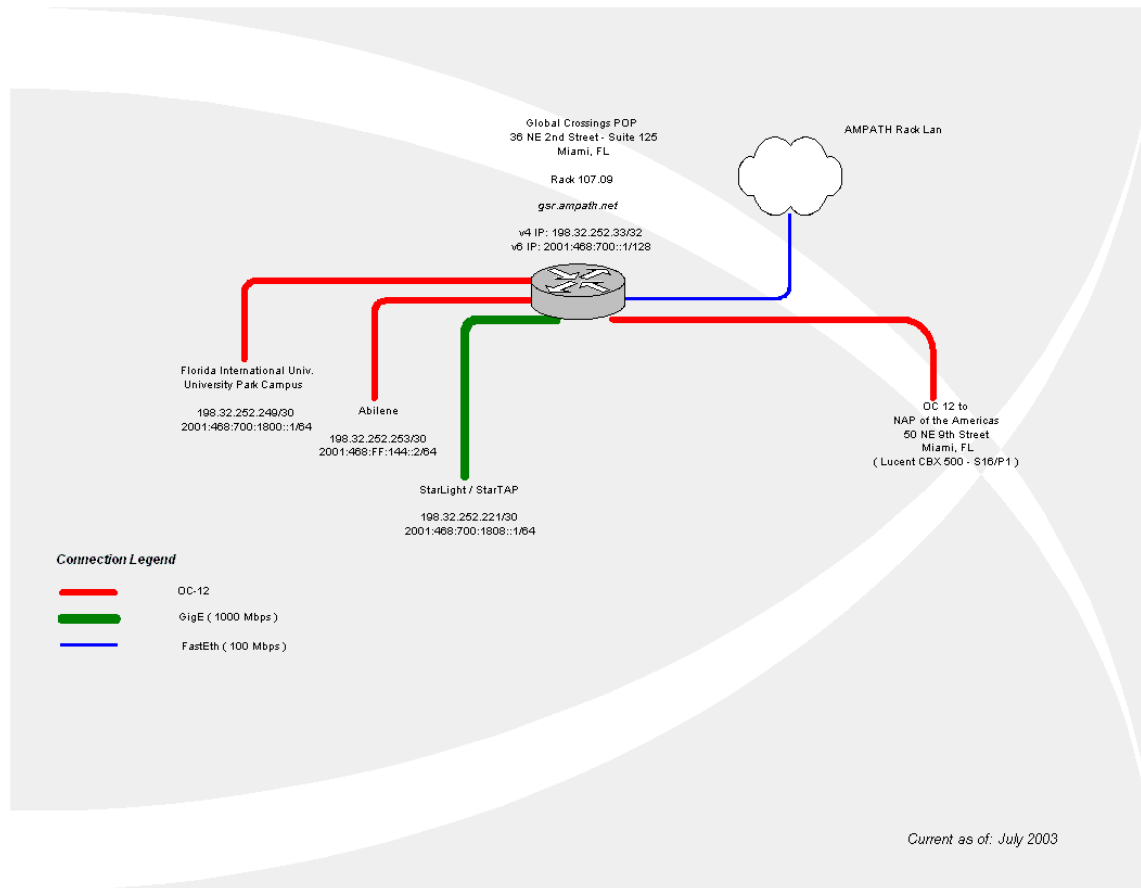 Global Crossings POP
36 NE 2nd Street - Suite 125
Miami, FL
Rack 107.09
gsr.ampath.net
v4 IP: 198.32.252.33/32
v6 IP: 2001:468:700::1/128
AMPATH Rack Lan
Florida International Univ.
University Park Campus
198.32.252.249/30
2001:468:700:1800::1/64
Abilene
198.32.252.253/30
2001:468:FF:144::2/64
StarLight / StarTAP
198.32.252.221/30
2001:468:700:1808::1/64
OC 12 to
NAP of the Americas
50 NE 9th Street
Miami, FL
( Lucent CBX 500 - S16/P1 )
Connection Legend
OC-12
GigE ( 1000 Mbps )
FastEth ( 100 Mbps )
Current as of: July 2003